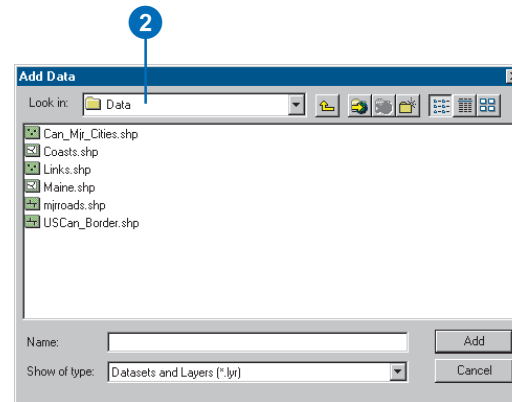 2
Add Data
Look in: Data
Can_Mjr_Cities.shp
Coasts.shp
Links.shp
Maine.shp
mjrroads.shp
USCan_Border.shp
Name: Add
Show of type: Datasets and Layers (*.lyr) Cancel